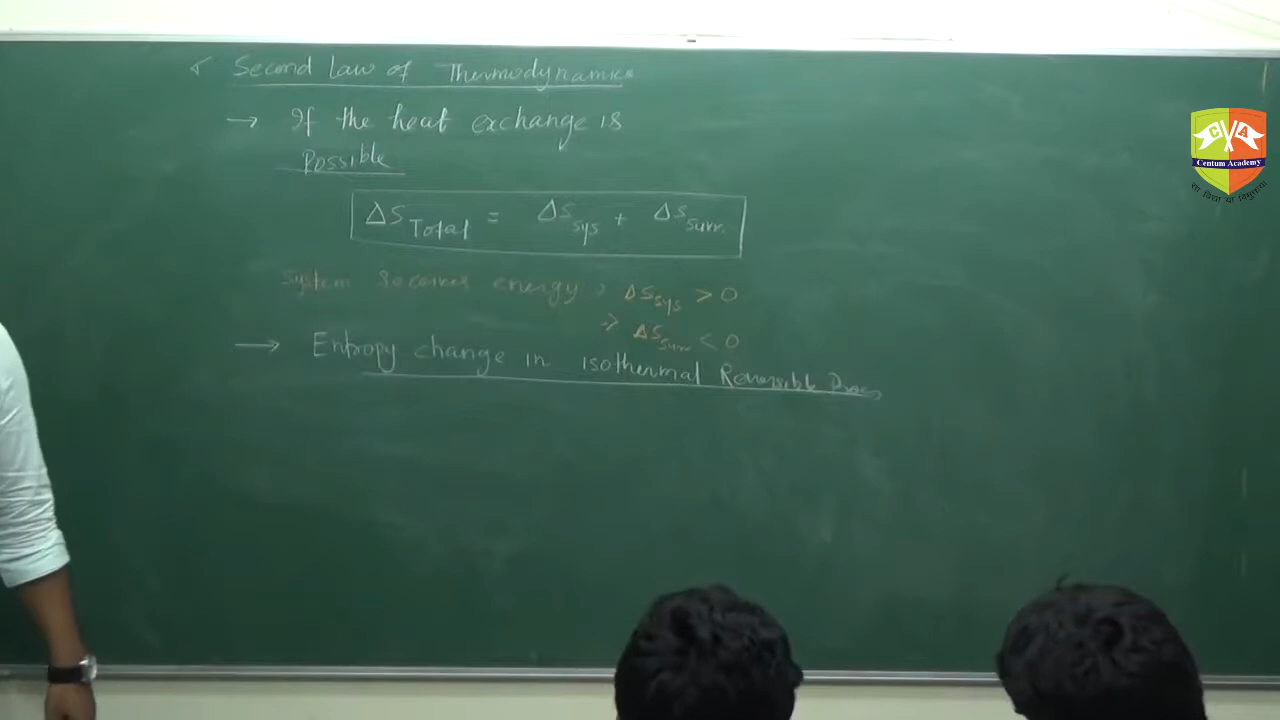 Second Law of Thermodynamics
→ If the heat exchange is
Possible
ΔS Total = ΔS sys + ΔS surr.
System receives energy, ΔS sys > 0
⇒ ΔS surr < 0
→ Entropy change in isothermal Reversible
C A
Centum Academy